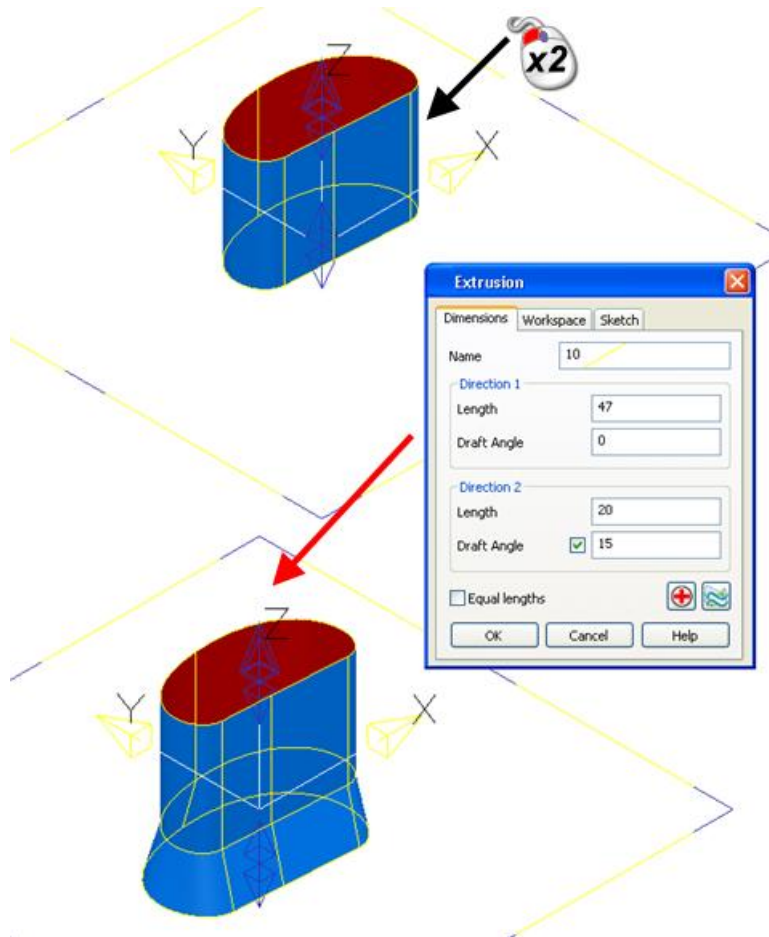 Z
x2
Y
X
Extrusion
Dimensions Workspace Sketch
Name 10
Direction 1
Length 47
Draft Angle 0
Direction 2
Length 20
Draft Angle 15
Equal lengths
OK Cancel Help
Z
Y
X